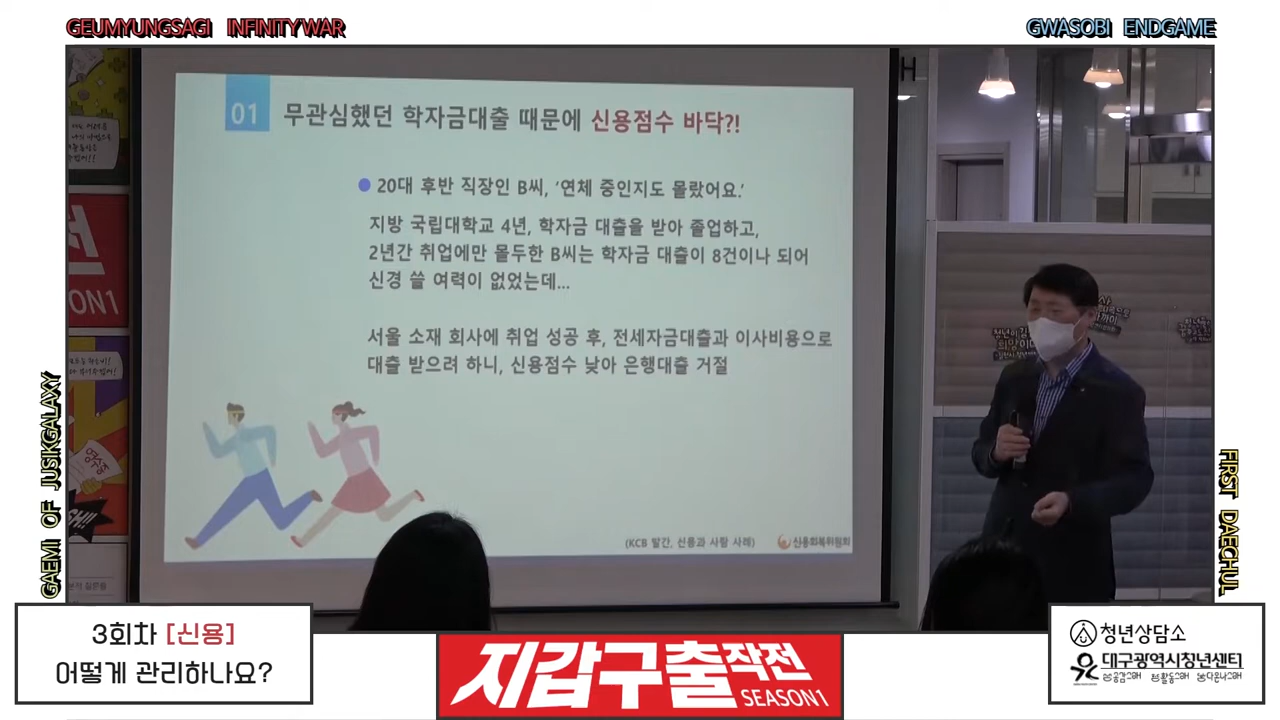 GEUMYUNGSAGI INFINITY WAR
GWASOBI ENDGAME
01
무관심했던 학자금대출 때문에 신용점수 바닥?!
20대 후반 직장인 B씨, '연체 중인지도 몰랐어요.'
지방 국립대학교 4년, 학자금 대출을 받아 졸업하고,
2년간 취업에만 몰두한 B씨는 학자금 대출이 8건이나 되어
신경 쓸 여력이 없었는데...
서울 소재 회사에 취업 성공 후, 전세자금대출과 이사비용으로
대출 받으려 하니, 신용점수 낮아 은행대출 거절
(KCB 발간, 신용과 사람 사례)
신용회복위원회
H
SON1
GAEMI OF JUSIKGALAXY
FIRST DAECHUL
3회차 [신용]
어떻게 관리하나요?
지갑구출작전
SEASON1
청년상담소
대구광역시청년센터